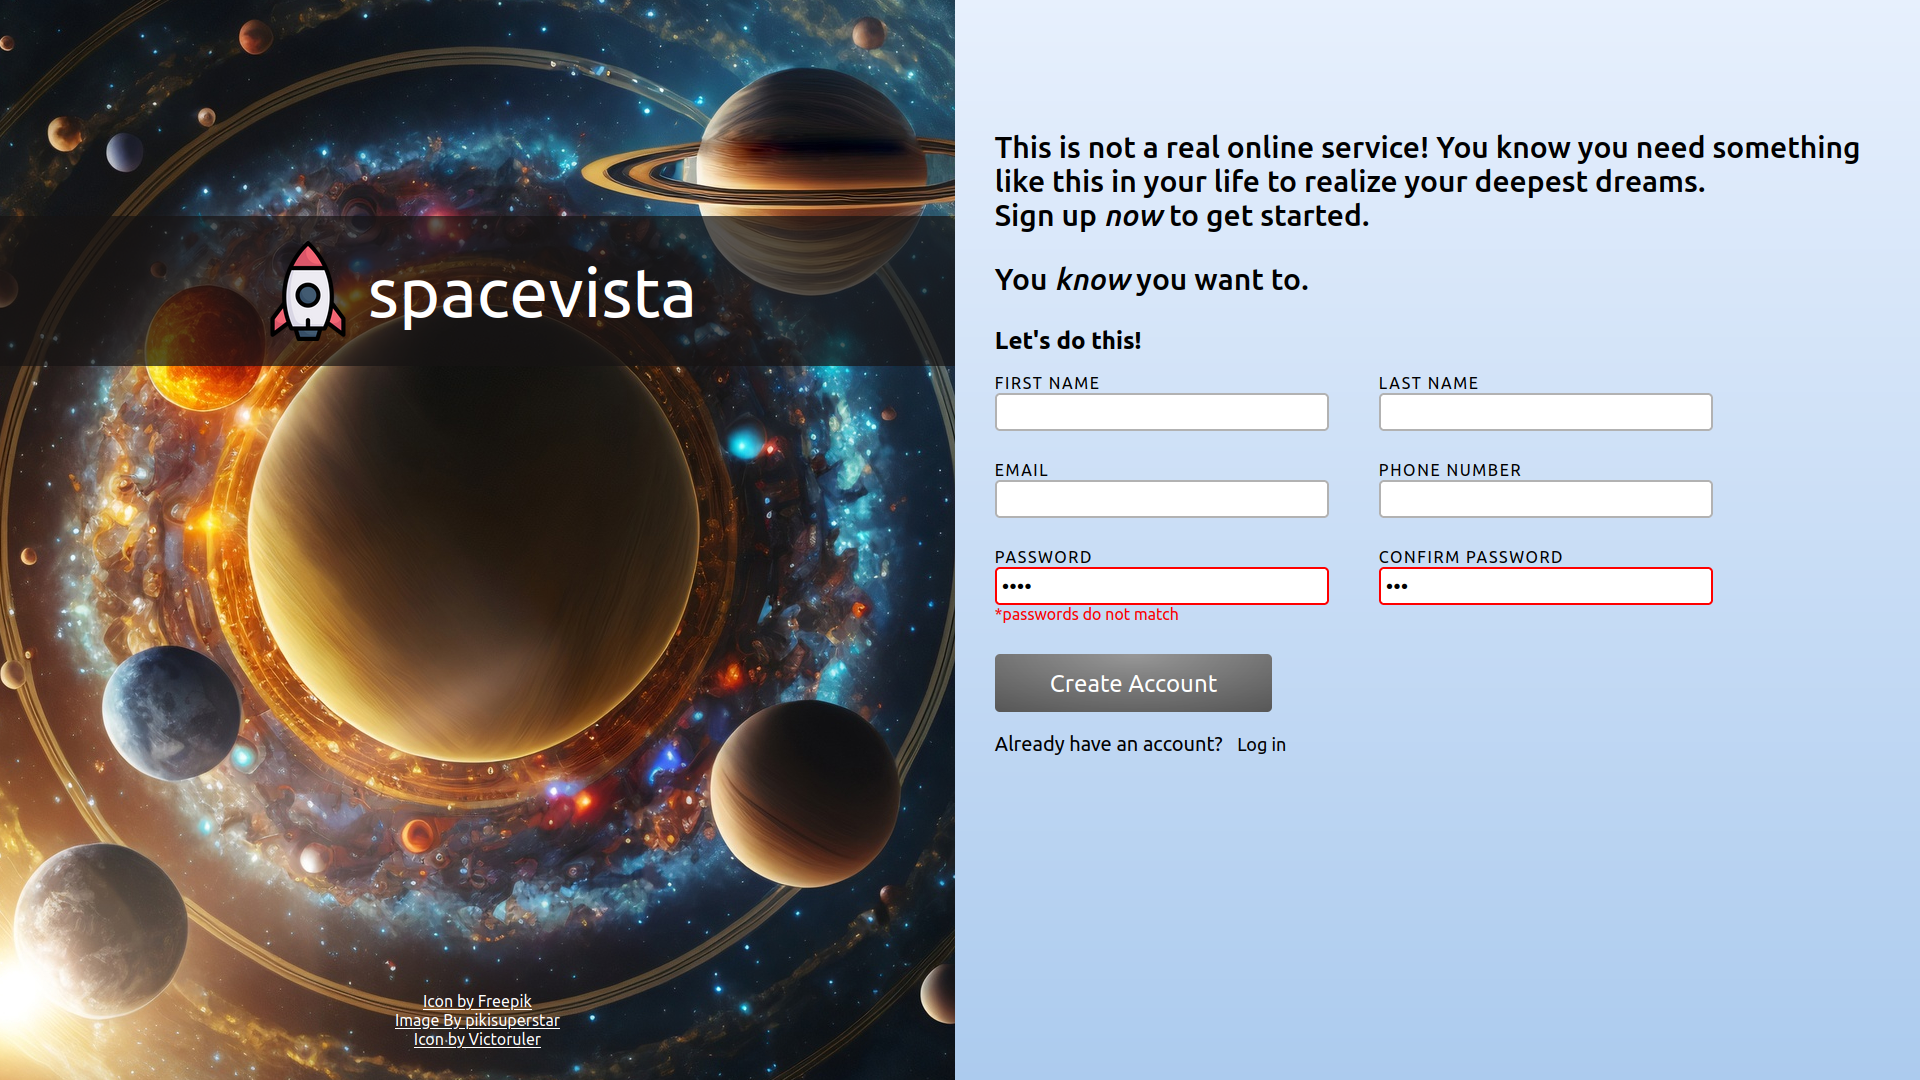 spacevista
Icon by Freepik
Image By pikisuperstar
Icon by Victoruler
This is not a real online service! You know you need something
like this in your life to realize your deepest dreams.
Sign up now to get started.
You know you want to.
Let's do this!
FIRST NAME
LAST NAME
EMAIL
PHONE NUMBER
PASSWORD
CONFIRM PASSWORD
••••
•••
*passwords do not match
Create Account
Already have an account? Log in